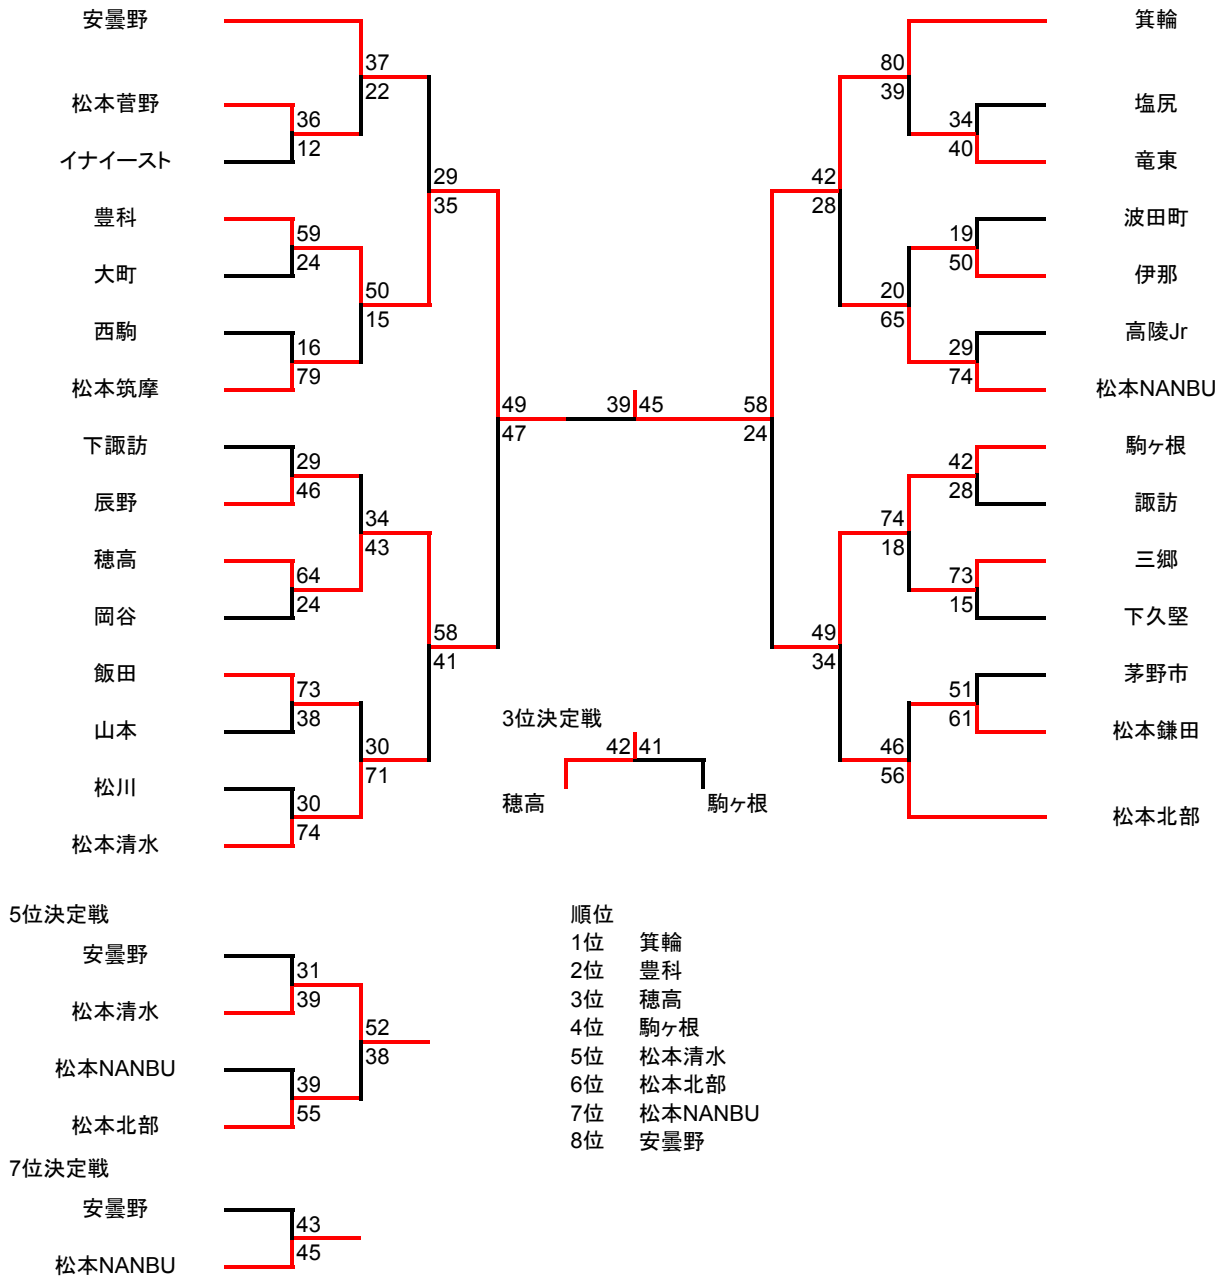 安曇野 箕輪
37 80
22 39
松本菅野 塩尻
36 34
12 40
イナイースト 竜東
29 42
35 28
豊科 波田町
59 19
24 50
大町 伊那
50 20
15 65
西駒 高陵Jr
16 29
79 74
松本筑摩 松本NANBU
49 39 45 58
47 24
下諏訪 駒ヶ根
29 42
46 28
辰野 諏訪
34 74
43 18
穂高 三郷
64 73
24 15
岡谷 下久堅
58 49
41 34
飯田 茅野市
73 51
38 61
山本 松本鎌田
3位決定戦
30 42 41 46
71 56
松川
穂高 駒ヶ根
30
松本北部
74
松本清水
5位決定戦 順位
1位 箕輪
安曇野
31 2位 豊科
39 3位 穂高
松本清水
52 4位 駒ヶ根
38 5位 松本清水
松本NANBU
39 6位 松本北部
55 7位 松本NANBU
松本北部
8位 安曇野
7位決定戦
安曇野
43
45
松本NANBU